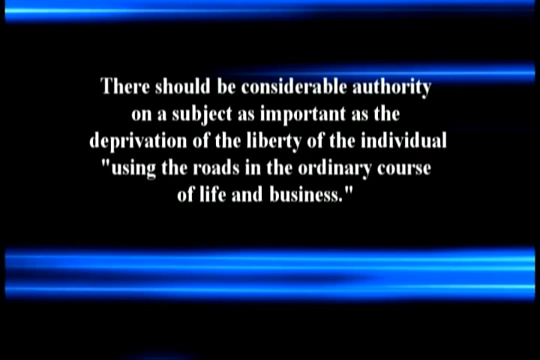 There should be considerable authority
on a subject as important as the
deprivation of the liberty of the individual
"using the roads in the ordinary course
of life and business."